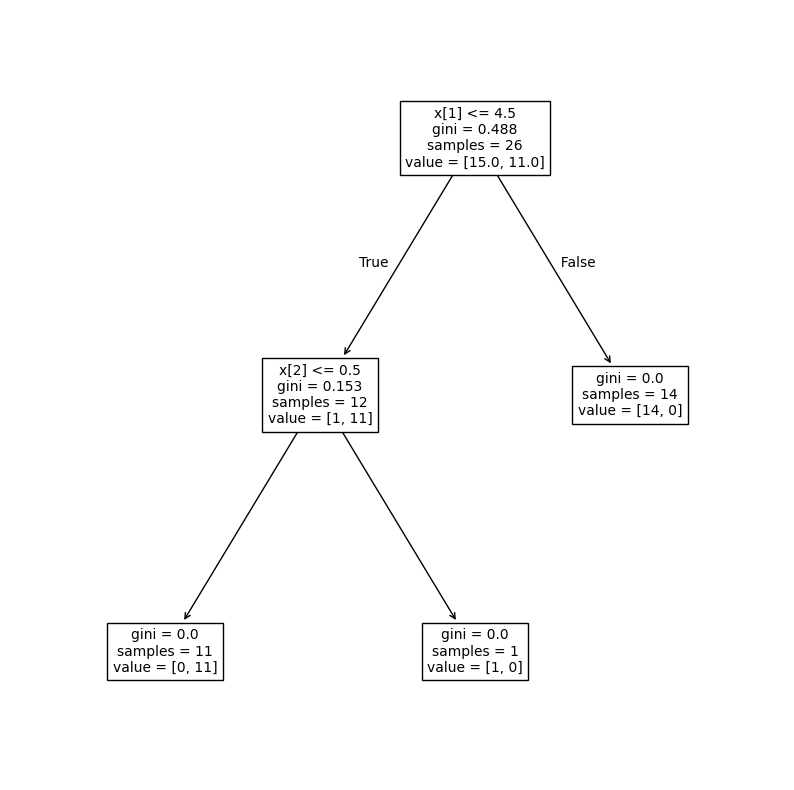 x[1] <= 4.5
gini = 0.488
samples = 26
value = [15.0, 11.0]
True
False
x[2] <= 0.5
gini = 0.153
samples = 12
value = [1, 11]
gini = 0.0
samples = 14
value = [14, 0]
gini = 0.0
samples = 11
value = [0, 11]
gini = 0.0
samples = 1
value = [1, 0]